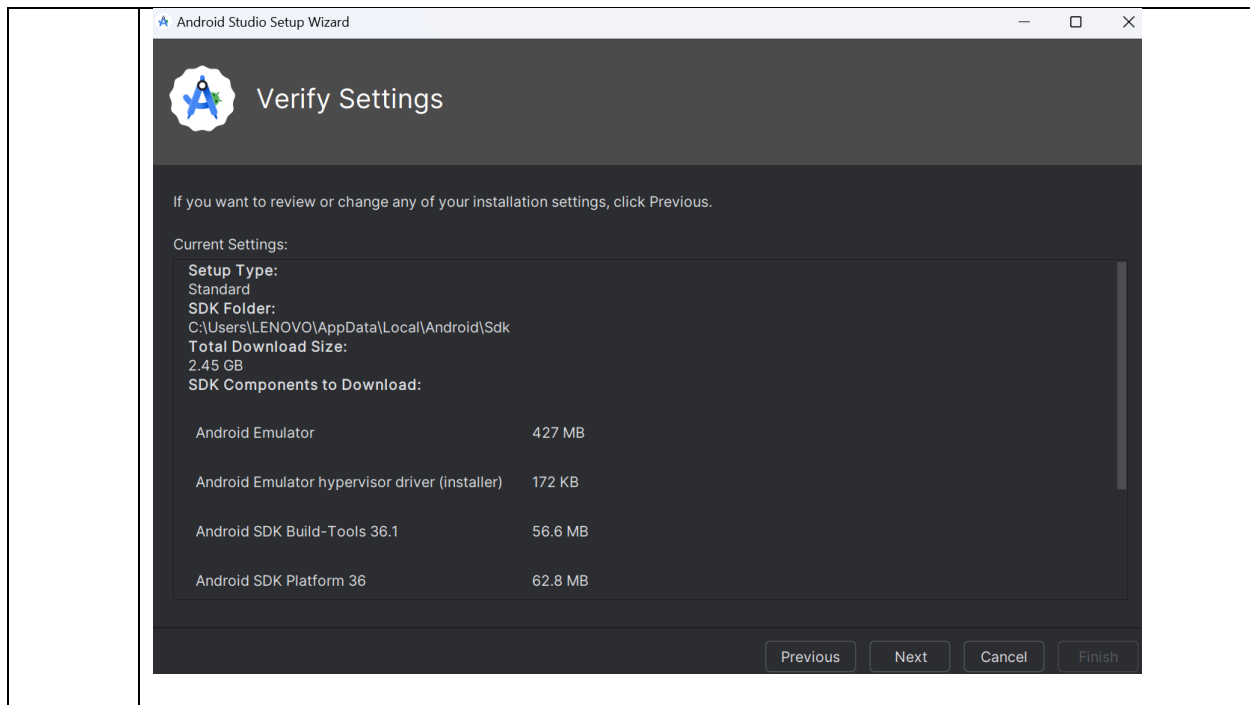 Android Studio Setup Wizard
Verify Settings
If you want to review or change any of your installation settings, click Previous.
Current Settings:
Setup Type:
Standard
SDK Folder:
C:\Users\LENOVO\AppData\Local\Android\Sdk
Total Download Size:
2.45 GB
SDK Components to Download:
Android Emulator 427 MB
Android Emulator hypervisor driver (installer) 172 KB
Android SDK Build-Tools 36.1 56.6 MB
Android SDK Platform 36 62.8 MB
Previous Next Cancel Finish